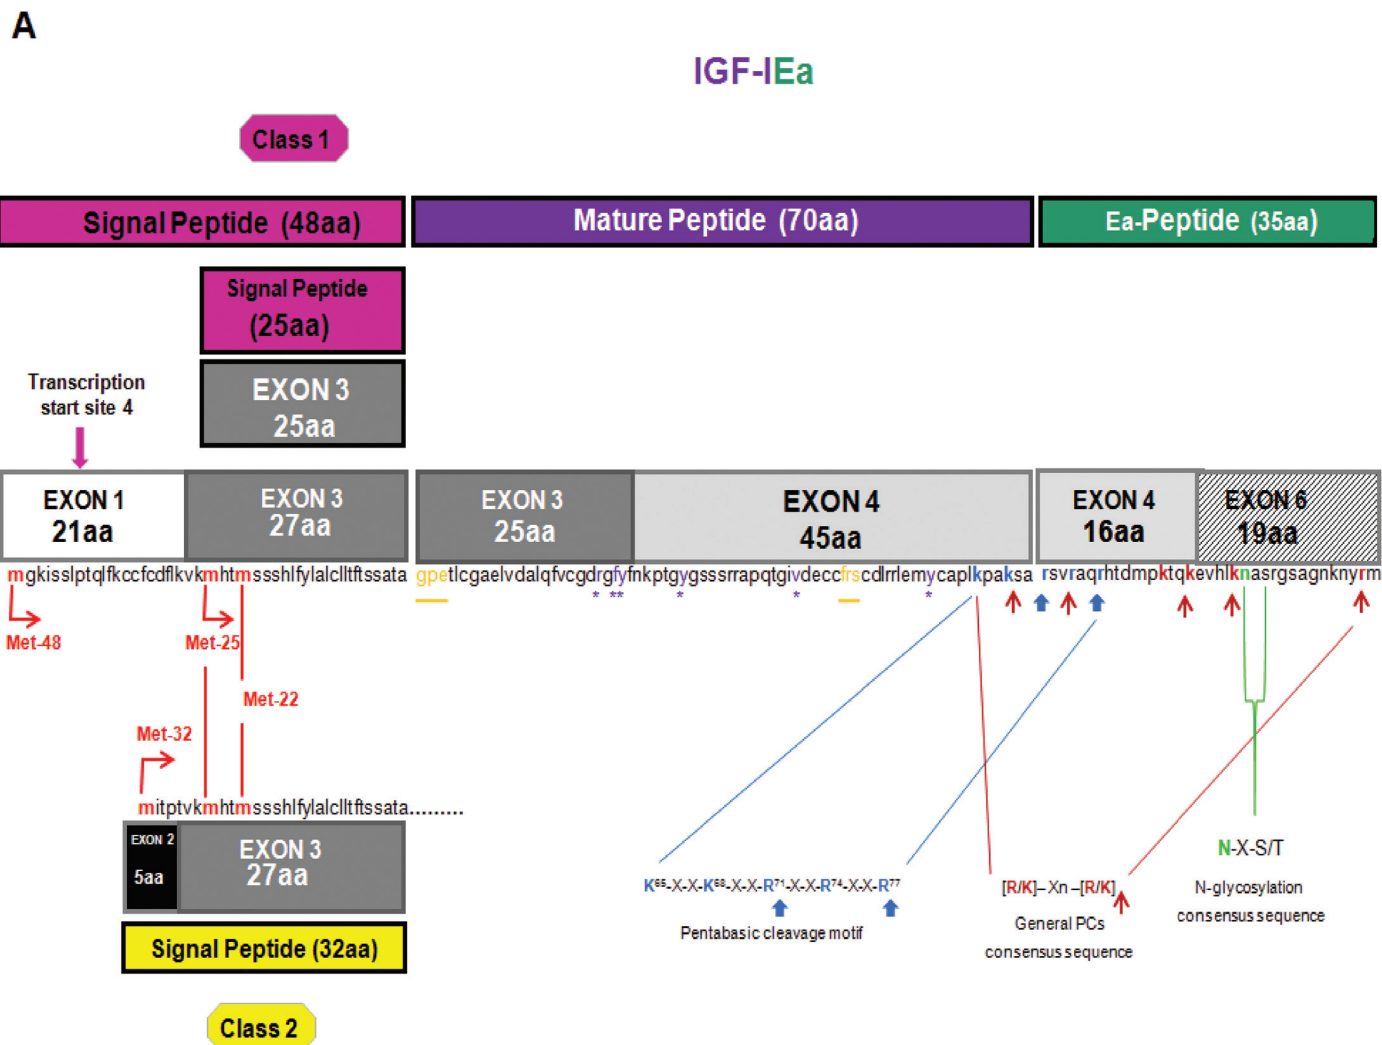 A
IGF-IEa
Class 1
Signal Peptide (48aa)
Mature Peptide (70aa)
Ea-Peptide (35aa)
Signal Peptide
(25aa)
EXON 3
25aa
Transcription
start site 4
EXON 1
21aa
EXON 3
27aa
EXON 3
25aa
EXON 4
45aa
EXON 4
16aa
EXON 6
19aa
mgkisslptqlfkccfcdflkvkmhtmssshlfylalclltftssata gpetlcgaelvdalqfvcgdrgfyfnkptgygsssrrapqtgivdeccfrscdlrrlemycaplkpaksa rsvraqrhtdmpktqkevhlknasrgsagnknyrm
* ** * * *
Met-48
Met-25
Met-22
Met-32
mitptvkmhtmssshlfylalclltftssata.........
EXON 2
5aa
EXON 3
27aa
Signal Peptide (32aa)
Class 2
K65-X-X-K68-X-X-R71-X-X-R74-X-X-R77
Pentabasic cleavage motif
[R/K]–Xn–[R/K]
General PCs
consensus sequence
N-X-S/T
N-glycosylation
consensus sequence